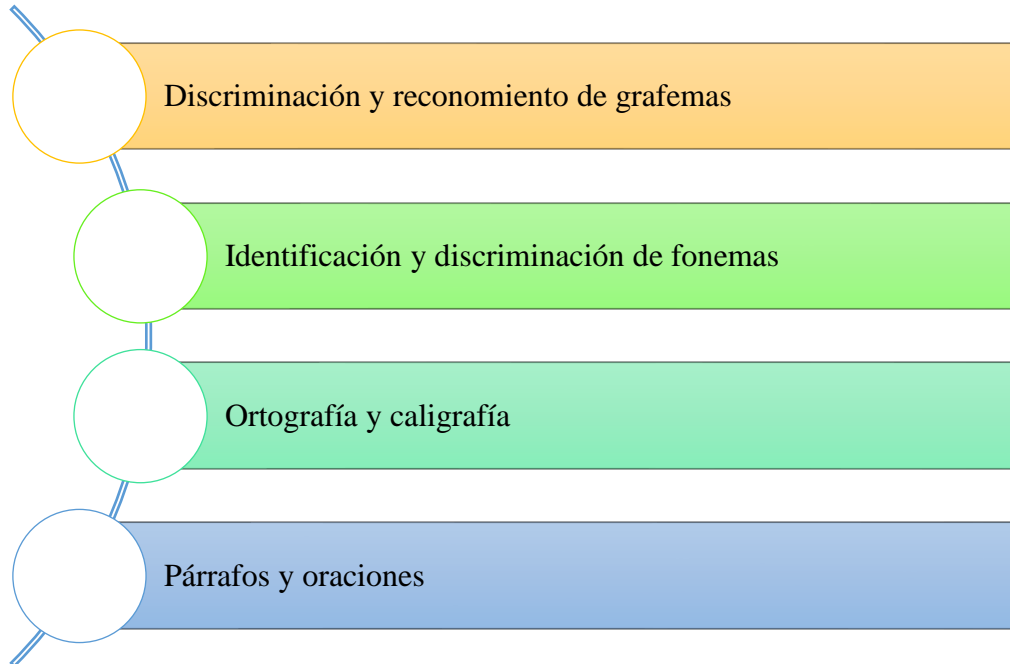 Discriminación y reconomiento de grafemas
Identificación y discriminación de fonemas
Ortografía y caligrafía
Párrafos y oraciones